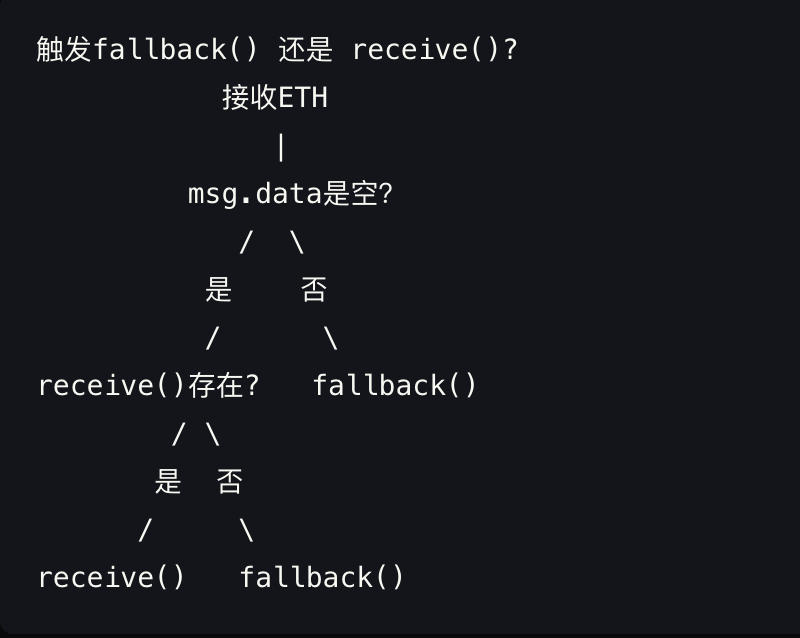 触发fallback() 还是 receive()?
接收ETH
|
msg.data是空?
/ \
是 否
/ \
receive()存在? fallback()
/ \
是 否
/ \
receive() fallback()